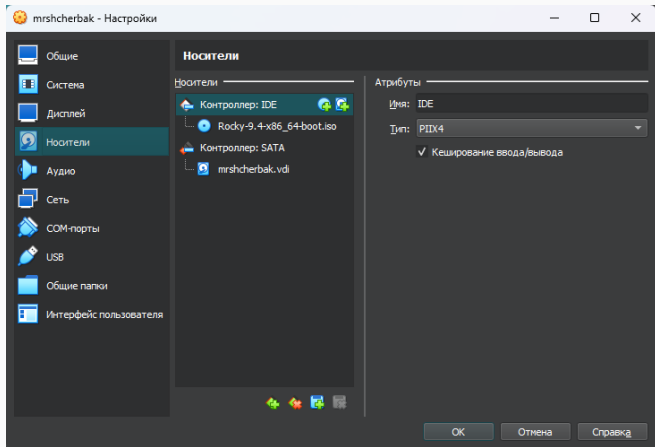 mrshcherbak - Настройки
Общие
Система
Дисплей
Носители
Аудио
Сеть
COM-порты
USB
Общие папки
Интерфейс пользователя
Носители
Носители
Контроллер: IDE
Rocky-9.4-x86_64-boot.iso
Контроллер: SATA
mrshcherbak.vdi
Атрибуты
Имя: IDE
Тип: PIIX4
Кеширование ввода/вывода
OK
Отмена
Справка